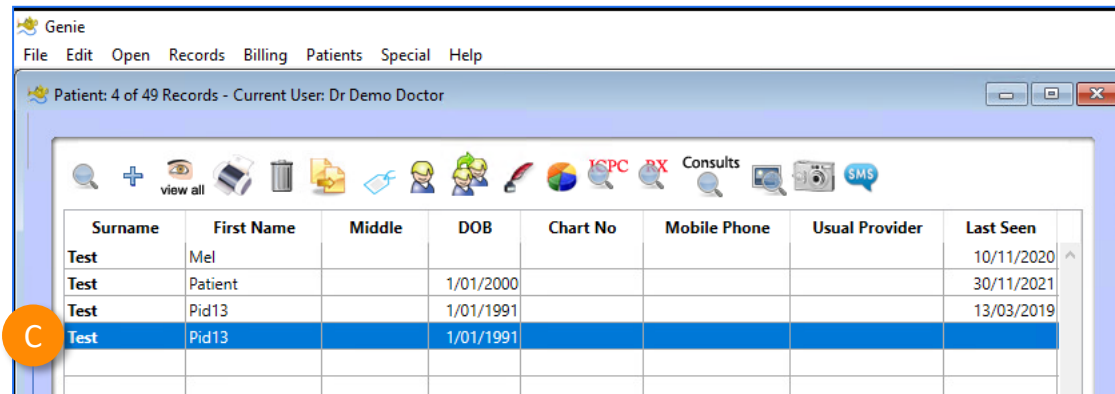 Genie
File Edit Open Records Billing Patients Special Help
Patient: 4 of 49 Records - Current User: Dr Demo Doctor
view all ICPC RX Consults SMS
Surname First Name Middle DOB Chart No Mobile Phone Usual Provider Last Seen
Test Mel 10/11/2020
Test Patient 1/01/2000 30/11/2021
Test Pid13 1/01/1991 13/03/2019
C Test Pid13 1/01/1991